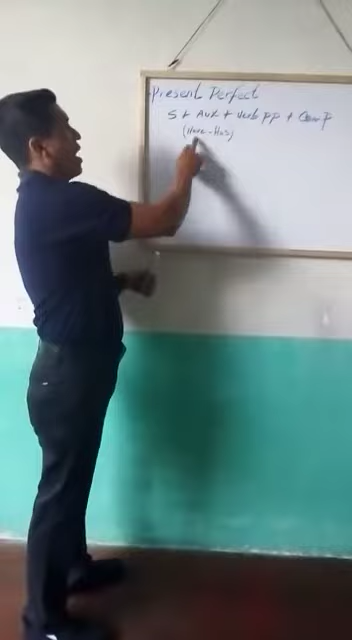 Present Perfect
S + Aux + Verb pp + Comp
(Have - Has)